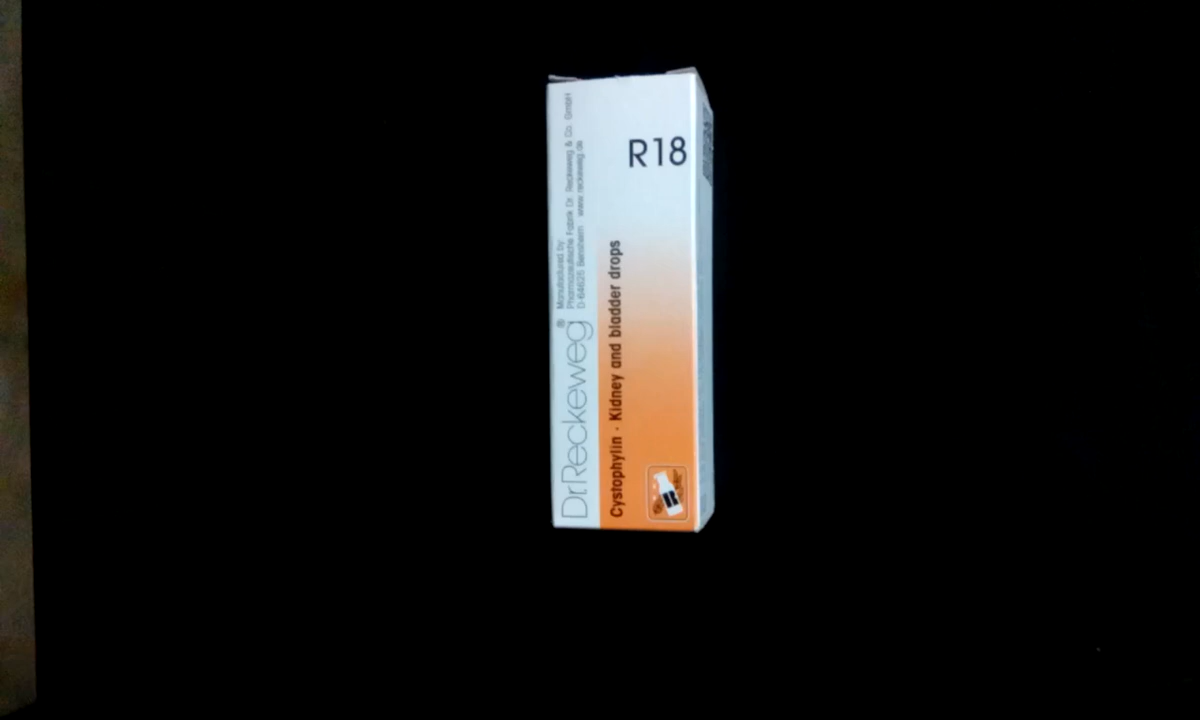 R18
Dr.Reckeweg®
Manufactured by:
Pharmazeutische Fabrik Dr. Reckeweg & Co. GmbH
D-64625 Bensheim www.reckeweg.de
Cystophylin - Kidney and bladder drops
R